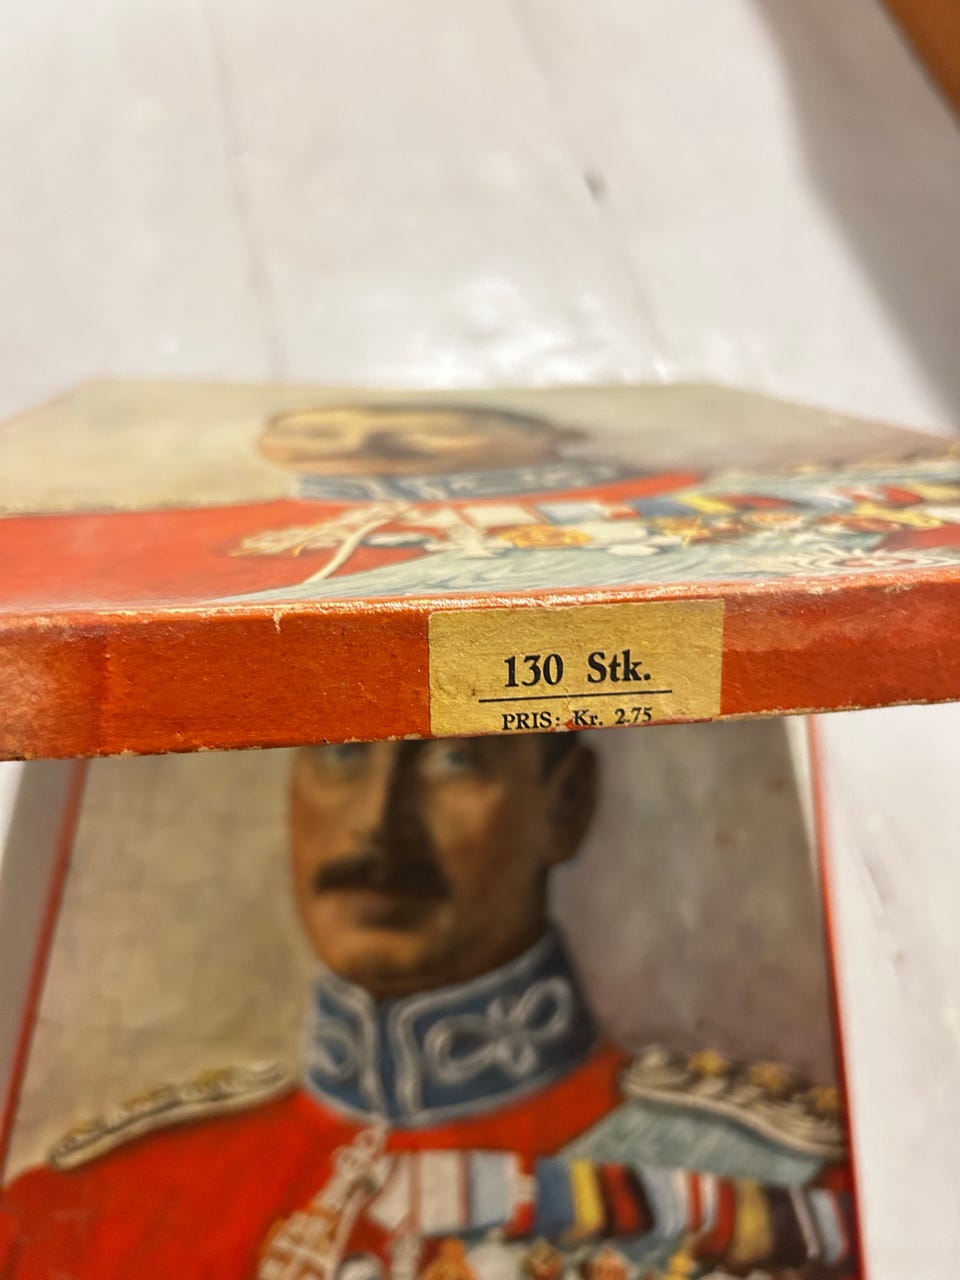 130 Stk.
PRIS: Kr. 2.75